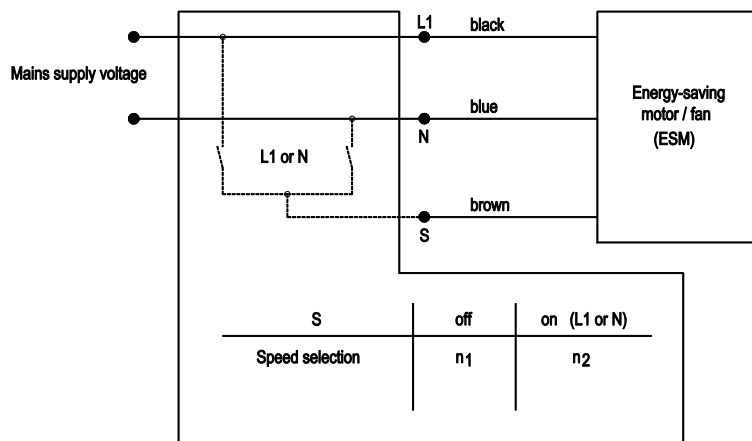 L1
black
Mains supply voltage
Energy-saving
motor / fan
(ESM)
blue
N
L1 or N
brown
S
S off on (L1 or N)
Speed selection n1 n2